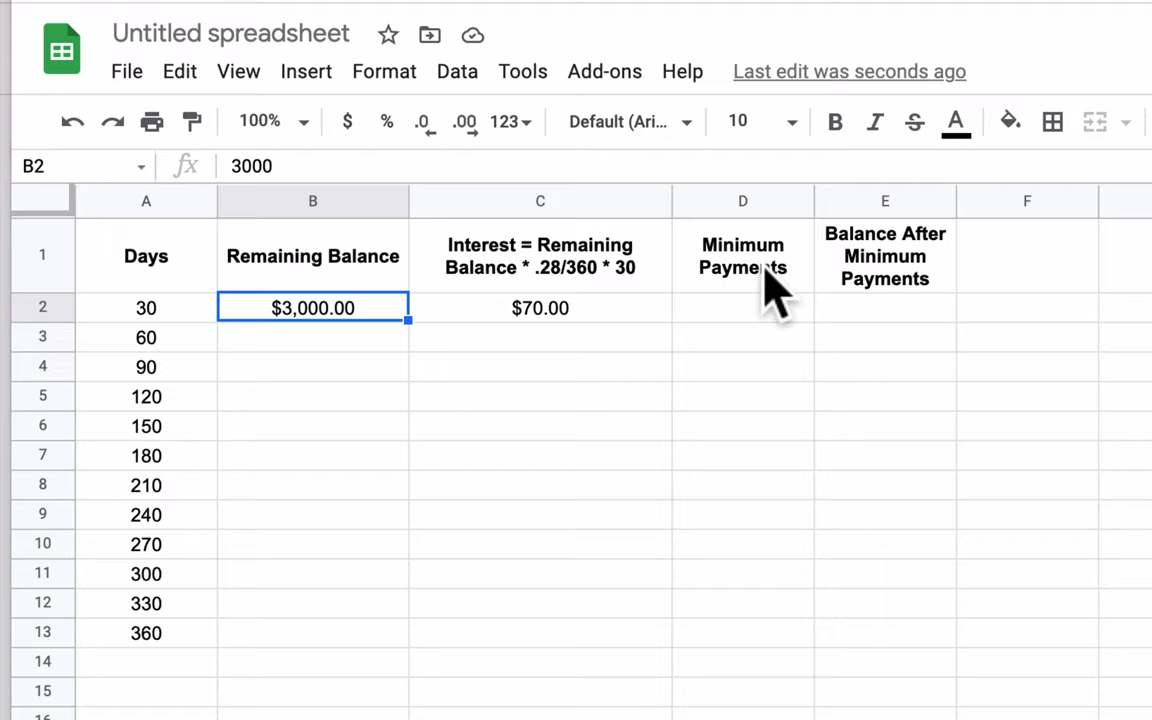 Untitled spreadsheet
File Edit View Insert Format Data Tools Add-ons Help Last edit was seconds ago
100% $ % .0 .00 123 Default (Ari... 10 B I S A
B2 fx 3000
A B C D E F
1 Days Remaining Balance Interest = Remaining Balance * .28/360 * 30 Minimum Payments Balance After Minimum Payments
2 30 $3,000.00 $70.00
3 60
4 90
5 120
6 150
7 180
8 210
9 240
10 270
11 300
12 330
13 360
14
15
16